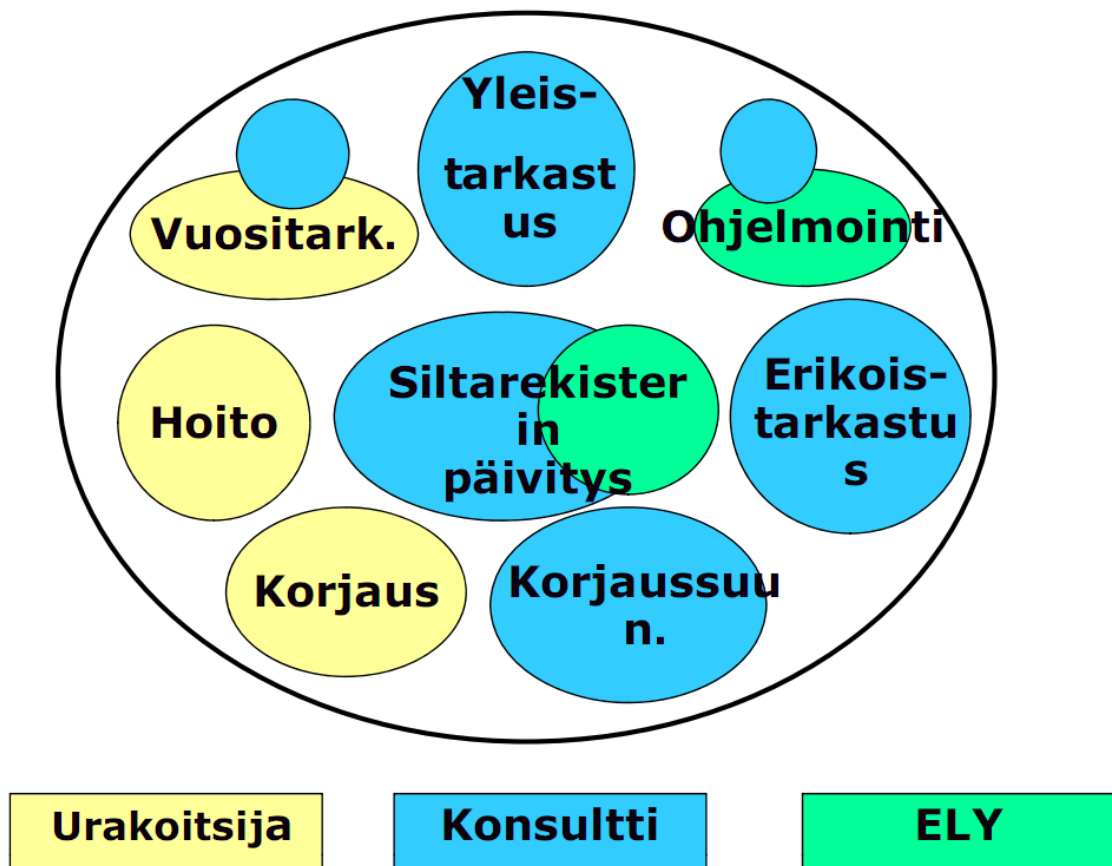 Yleis-
tarkast
us
Vuositark.
Ohjelmointi
Hoito
Siltarekister
in
päivitys
Erikois-
tarkastu
s
Korjaus
Korjaussuu
n.
Urakoitsija
Konsultti
ELY